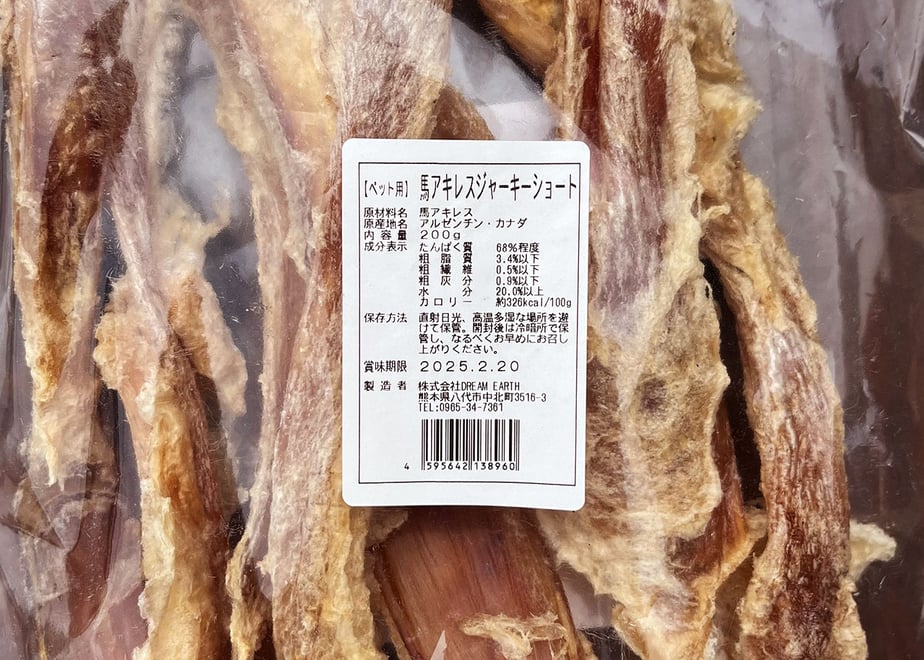 【ペット用】 馬アキレスジャーキーショート
原材料名 馬アキレス
原産地名 アルゼンチン・カナダ
内容量 200g
成分表示 たんぱく質 68%程度
粗脂質 3.4%以下
粗繊維 0.5%以下
粗灰分 0.9%以下
水分 20.0%以上
カロリー 約326kcal/100g
保存方法 直射日光、高温多湿な場所を避
けて保管。開封後は冷暗所で保
管し、なるべくお早めにお召し
上がりください。
賞味期限 2025.2.20
製造者 株式会社DREAM EARTH
熊本県八代市中北町3516-3
TEL:0965-34-7361
4 595642 138960